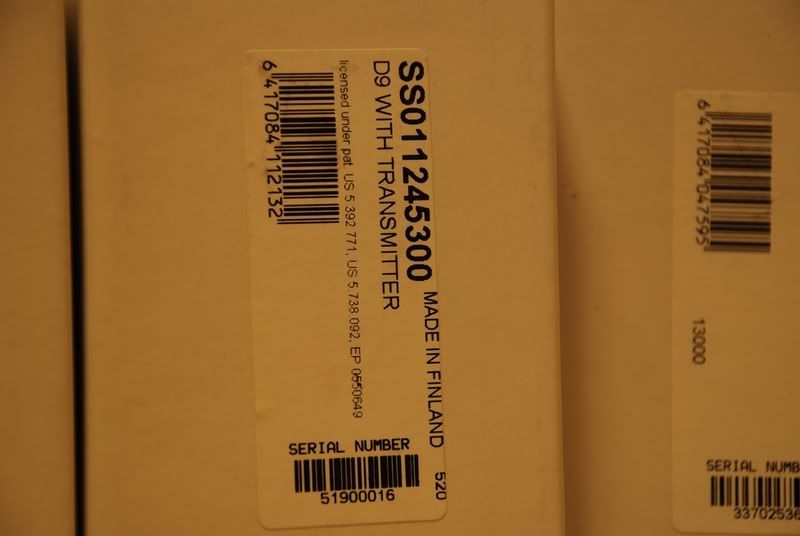 SS011245300 MADE IN FINLAND 520
D9 WITH TRANSMITTER
licensed under pat. US 5 392 771, US 5 738 092, EP 0550649
6 417084 112132
SERIAL NUMBER
51900016
6 417084 047595
13000
SERIAL NUMB
3370253